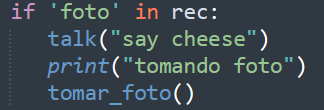 if 'foto' in rec:
    talk("say cheese")
    print("tomando foto")
    tomar_foto()